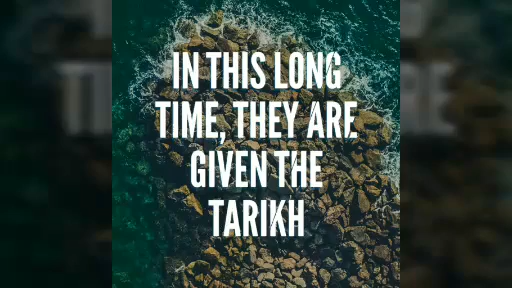 IN THIS LONG
TIME, THEY ARE
GIVEN THE
TARIKH